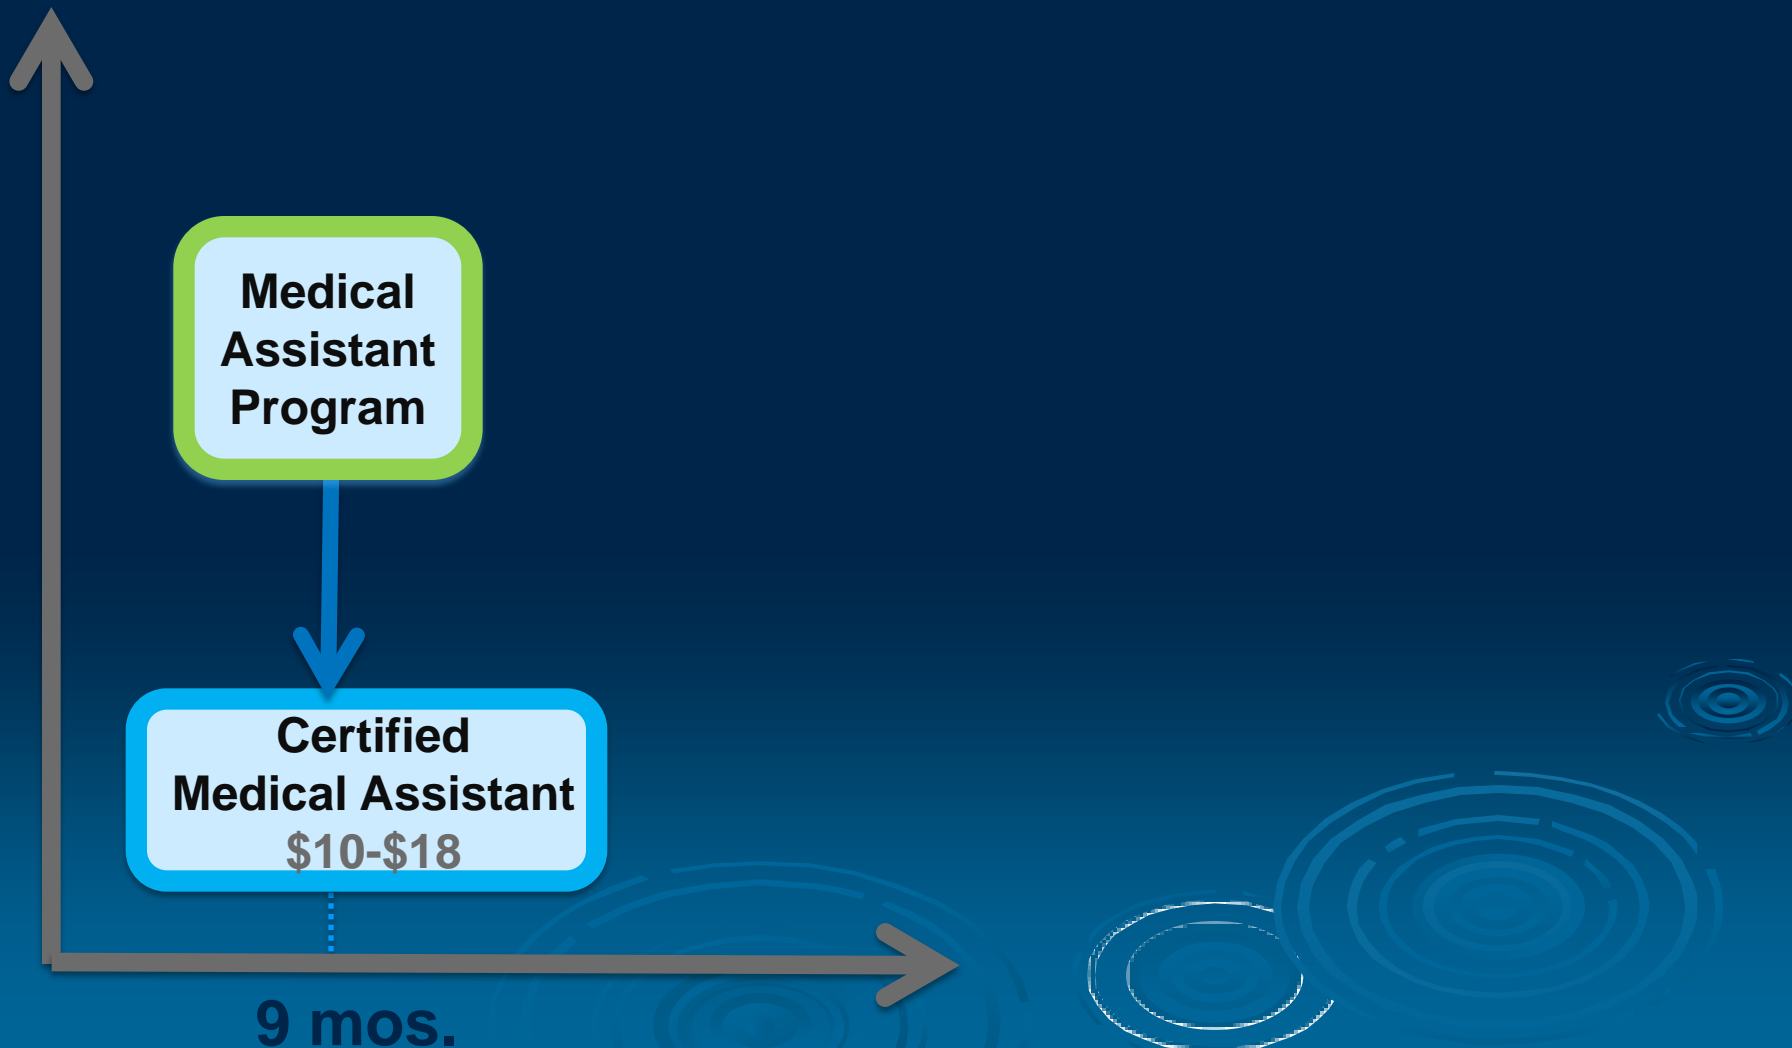 Medical
Assistant
Program
Certified
Medical Assistant
$10-$18
9 mos.